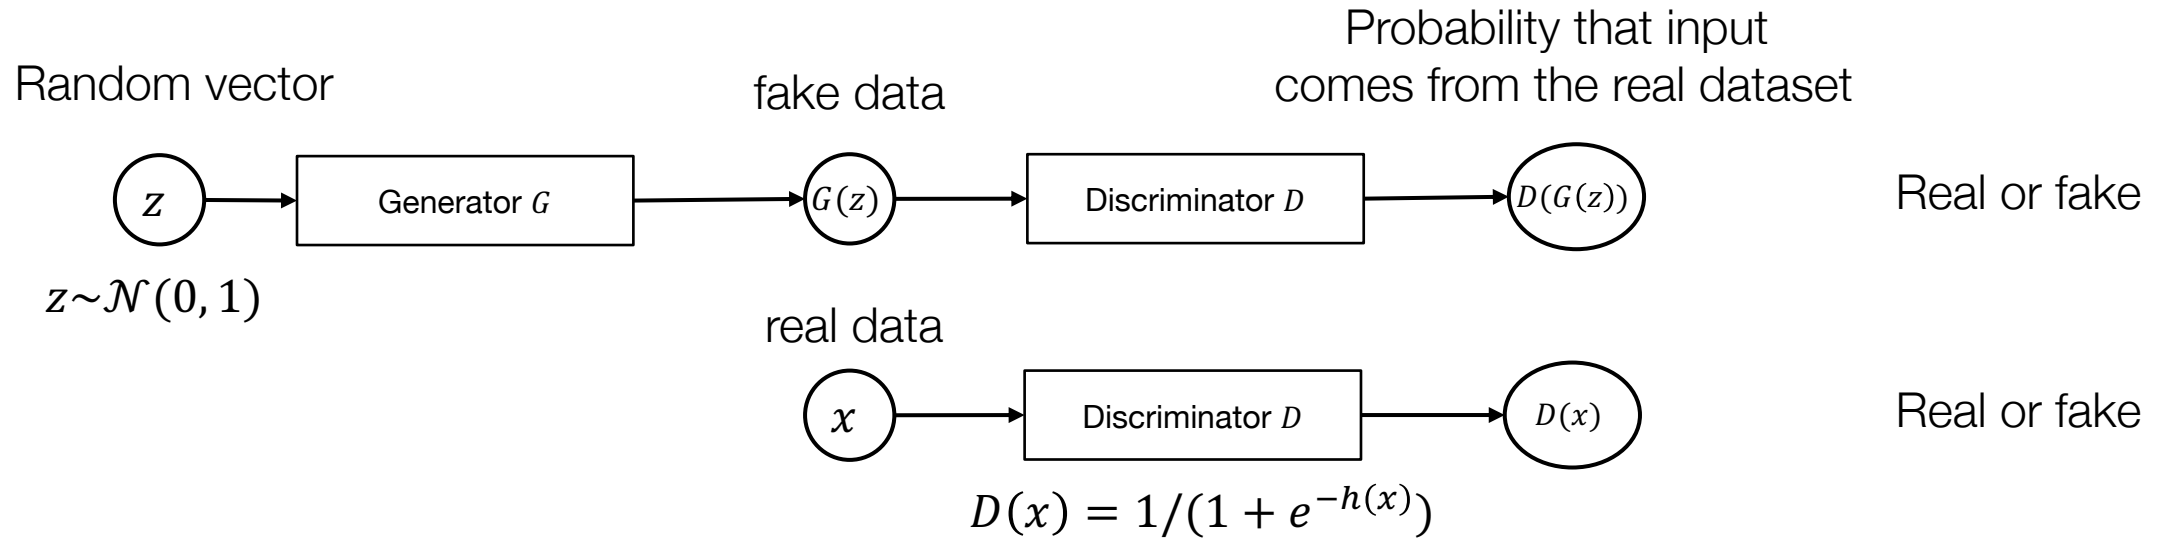 Probability that input
comes from the real dataset
Random vector
fake data
z
Generator G
G(z)
Discriminator D
D(G(z))
Real or fake
z~𝒩(0, 1)
real data
x
Discriminator D
D(x)
Real or fake
D(x) = 1/(1 + e^{-h(x)})